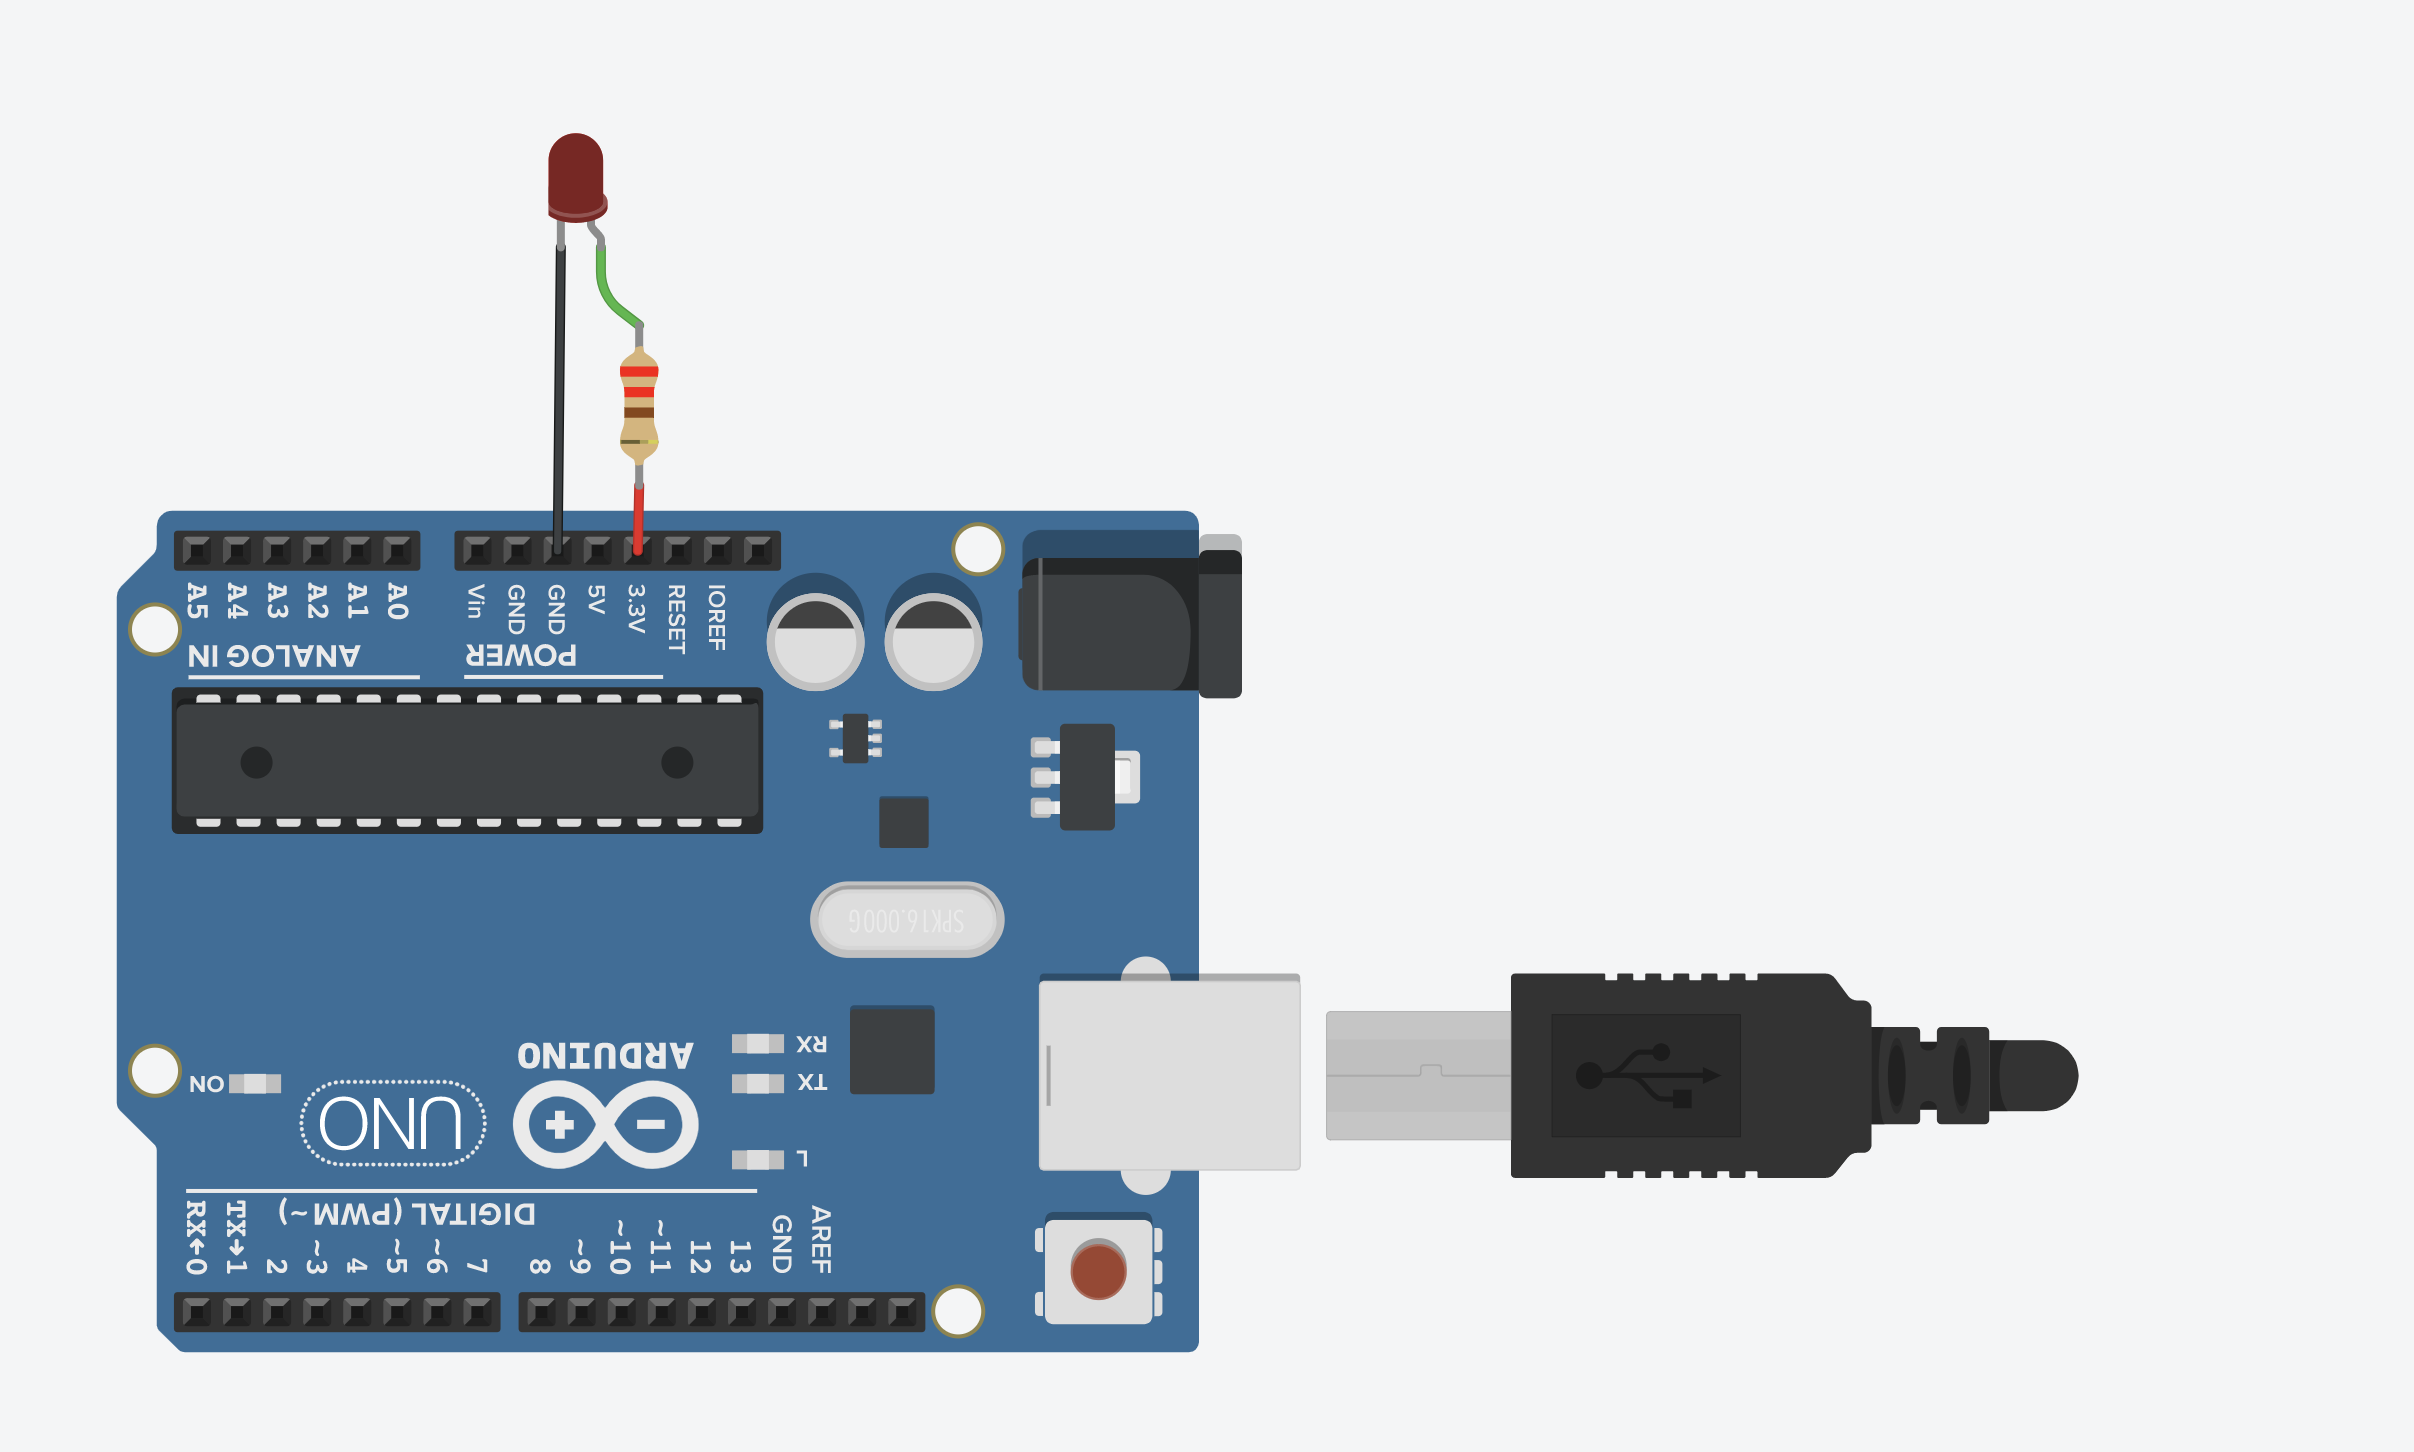 A5 A4 A3 A2 A1 A0
ANALOG IN
Vin GND GND 5V 3.3V RESET IOREF
POWER
SPK16.000G
ARDUINO
UNO
ON
RX
TX
L
DIGITAL (PWM ~)
RX←0 TX→1 2 ~3 4 ~5 ~6 7 8 ~9 ~10 ~11 12 13 GND AREF